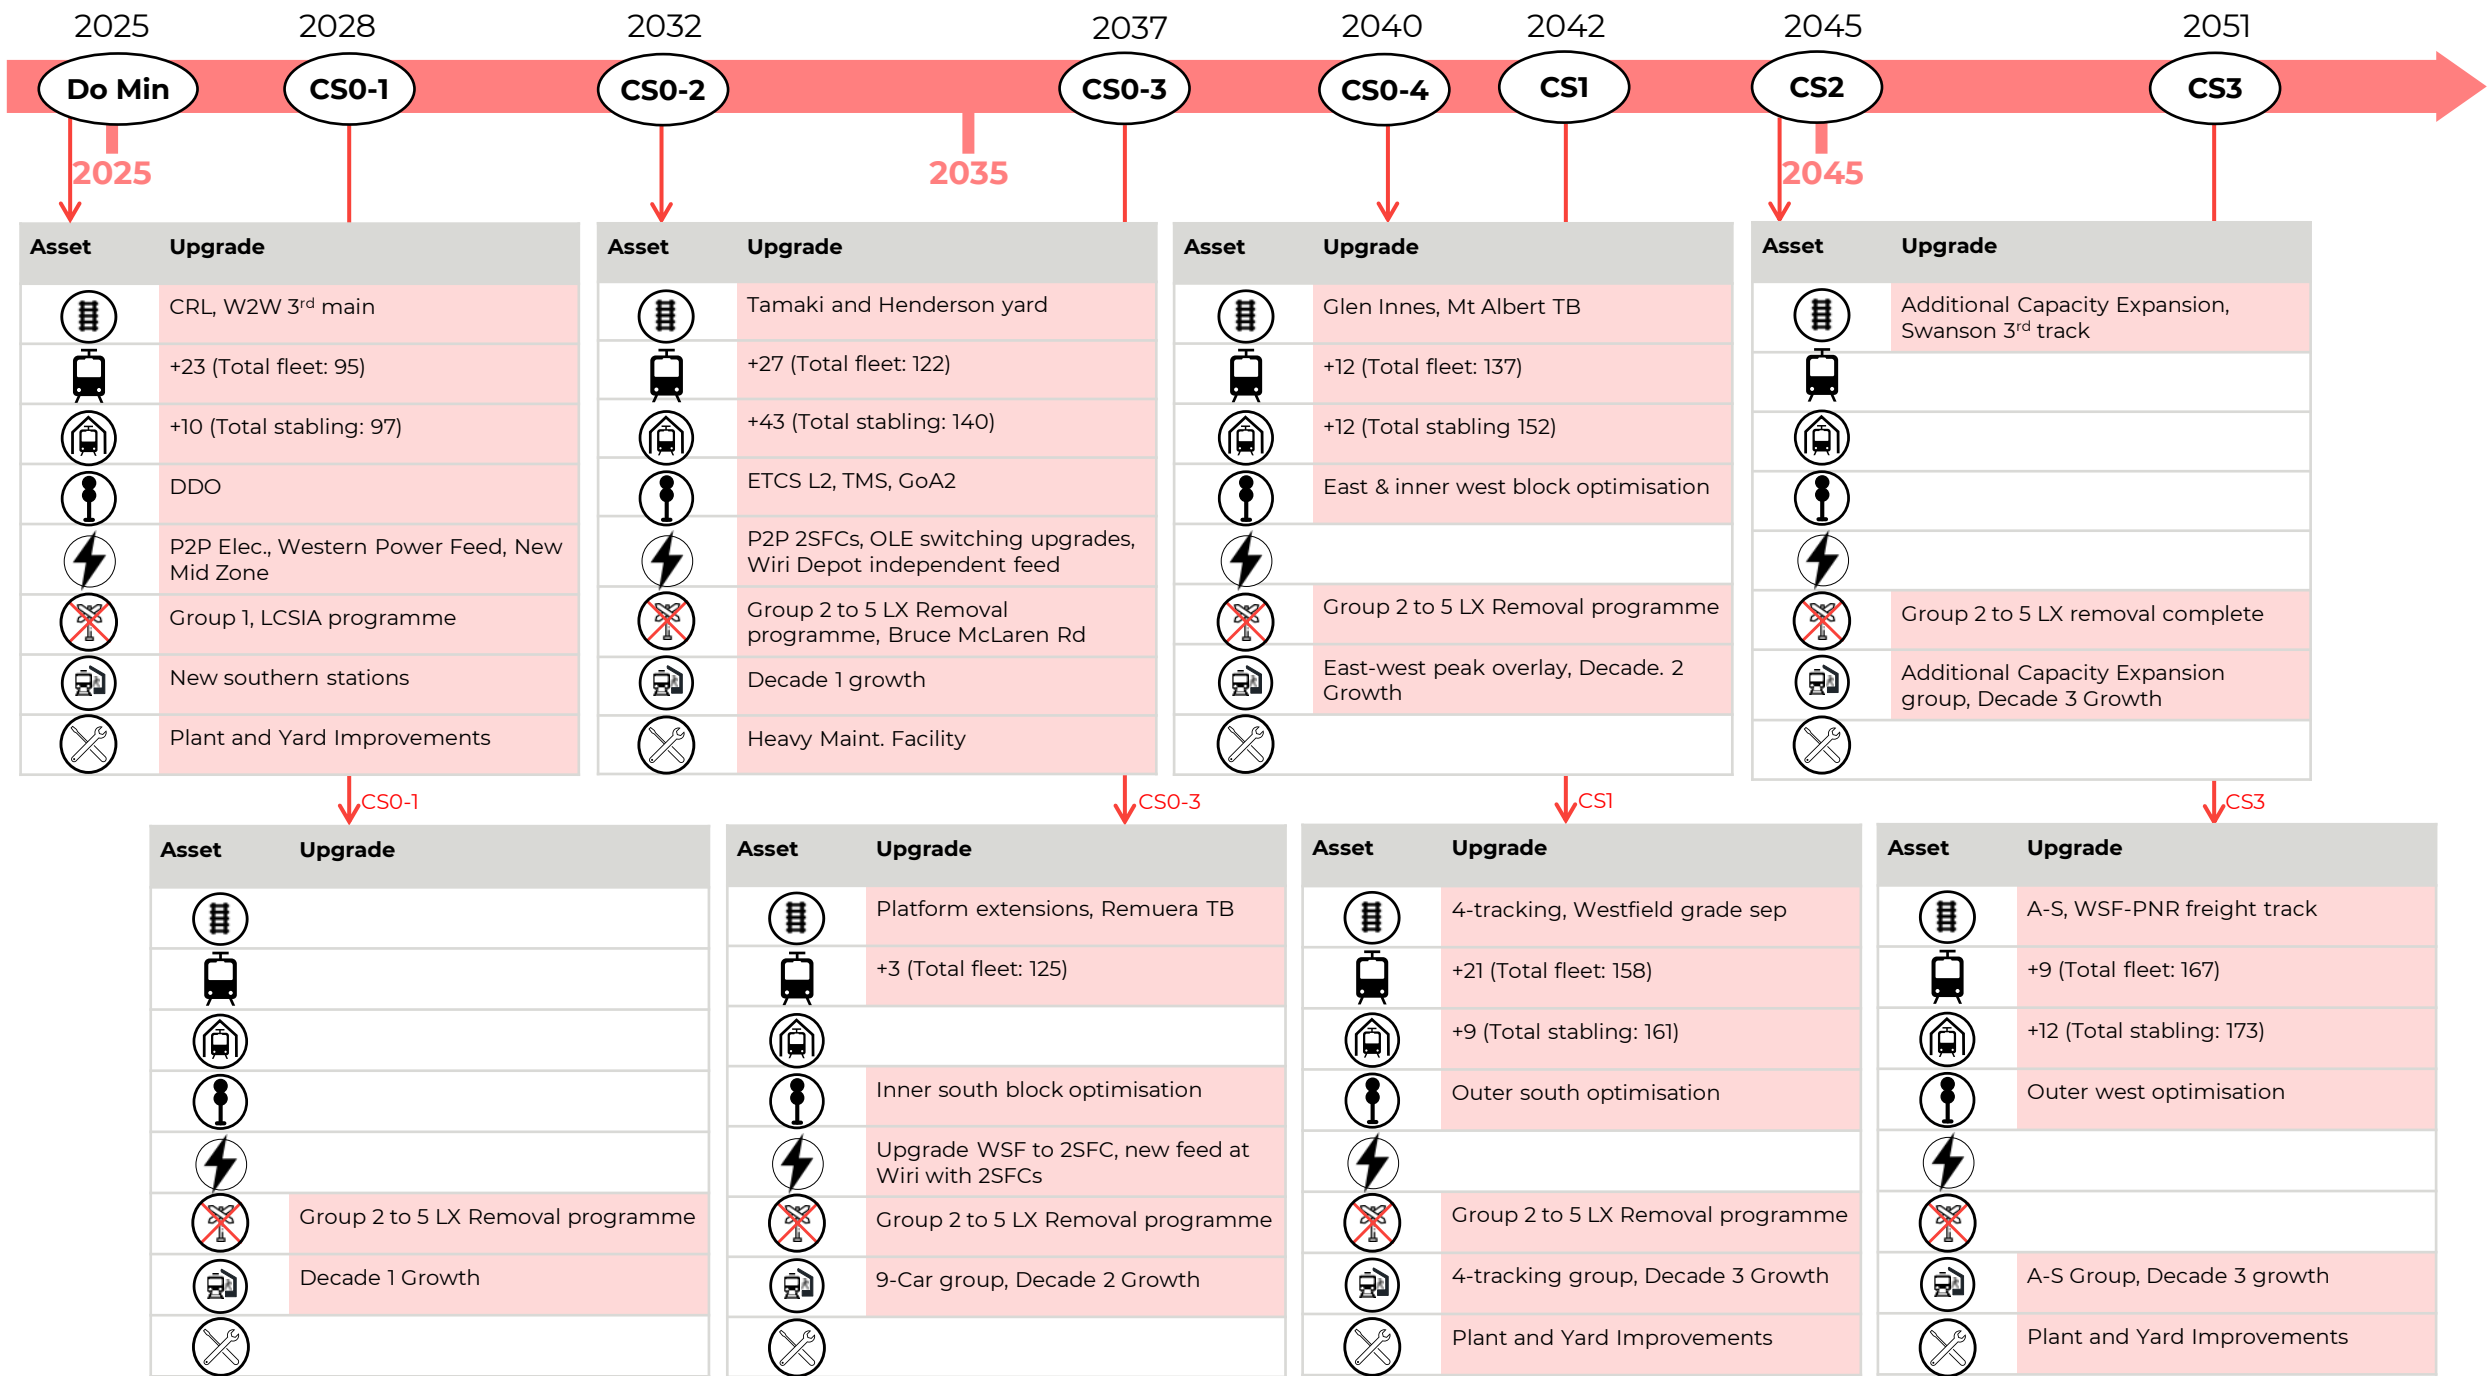 2025
2028
2032
2037
2040
2042
2045
2051
Do Min
CS0-1
CS0-2
CS0-3
CS0-4
CS1
CS2
CS3
2025
2035
2045
Asset Upgrade
CRL, W2W 3rd main
+23 (Total fleet: 95)
+10 (Total stabling: 97)
DDO
P2P Elec., Western Power Feed, New
Mid Zone
Group 1, LCSIA programme
New southern stations
Plant and Yard Improvements
Asset Upgrade
Tamaki and Henderson yard
+27 (Total fleet: 122)
+43 (Total stabling: 140)
ETCS L2, TMS, GoA2
P2P 2SFCs, OLE switching upgrades,
Wiri Depot independent feed
Group 2 to 5 LX Removal
programme, Bruce McLaren Rd
Decade 1 growth
Heavy Maint. Facility
Asset Upgrade
Glen Innes, Mt Albert TB
+12 (Total fleet: 137)
+12 (Total stabling 152)
East & inner west block optimisation
Group 2 to 5 LX Removal programme
East-west peak overlay, Decade. 2
Growth
Asset Upgrade
Additional Capacity Expansion,
Swanson 3rd track
Group 2 to 5 LX removal complete
Additional Capacity Expansion
group, Decade 3 Growth
CS0-1
CS0-3
CS1
CS3
Asset Upgrade
Group 2 to 5 LX Removal programme
Decade 1 Growth
Asset Upgrade
Platform extensions, Remuera TB
+3 (Total fleet: 125)
Inner south block optimisation
Upgrade WSF to 2SFC, new feed at
Wiri with 2SFCs
Group 2 to 5 LX Removal programme
9-Car group, Decade 2 Growth
Asset Upgrade
4-tracking, Westfield grade sep
+21 (Total fleet: 158)
+9 (Total stabling: 161)
Outer south optimisation
Group 2 to 5 LX Removal programme
4-tracking group, Decade 3 Growth
Plant and Yard Improvements
Asset Upgrade
A-S, WSF-PNR freight track
+9 (Total fleet: 167)
+12 (Total stabling: 173)
Outer west optimisation
A-S Group, Decade 3 growth
Plant and Yard Improvements